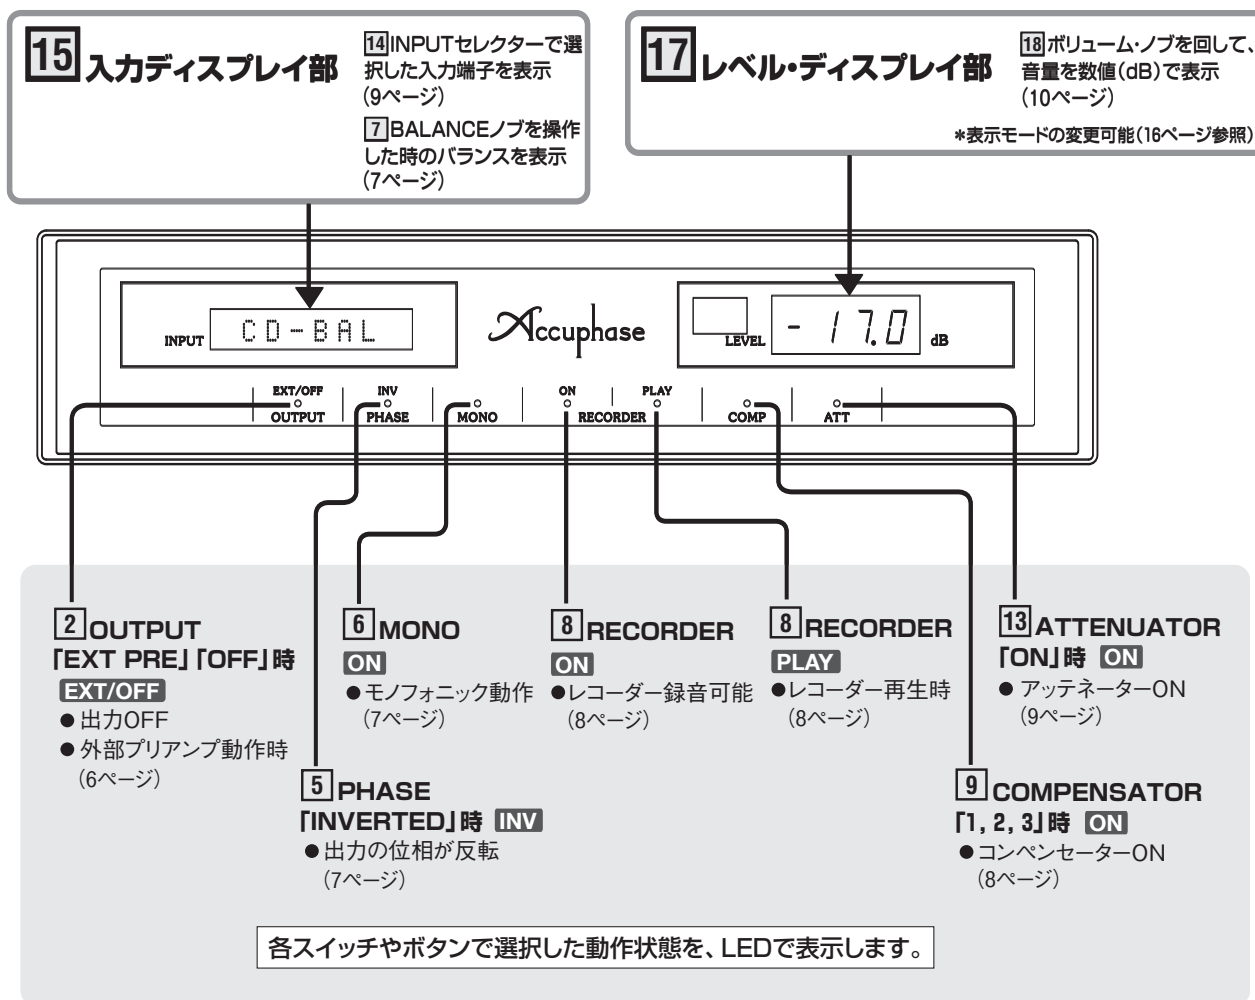 15 入力ディスプレイ部
14 INPUTセレクターで選
択した入力端子を表示
(9ページ)
7 BALANCEノブを操作
した時のバランスを表示
(7ページ)
17 レベル・ディスプレイ部
18 ボリューム・ノブを回して、
音量を数値(dB)で表示
(10ページ)
*表示モードの変更可能(16ページ参照)
INPUT CD-BAL
Accuphase
LEVEL -17.0 dB
EXT/OFF INV ON PLAY
OUTPUT PHASE MONO RECORDER COMP ATT
2 OUTPUT
「EXT PRE」「OFF」時
EXT/OFF
●出力OFF
●外部プリアンプ動作時
(6ページ)
6 MONO
ON
●モノフォニック動作
(7ページ)
8 RECORDER
ON
●レコーダー録音可能
(8ページ)
8 RECORDER
PLAY
●レコーダー再生時
(8ページ)
13 ATTENUATOR
「ON」時 ON
●アッテネーターON
(9ページ)
5 PHASE
「INVERTED」時 INV
●出力の位相が反転
(7ページ)
9 COMPENSATOR
「1, 2, 3」時 ON
●コンペンセーターON
(8ページ)
各スイッチやボタンで選択した動作状態を、LEDで表示します。